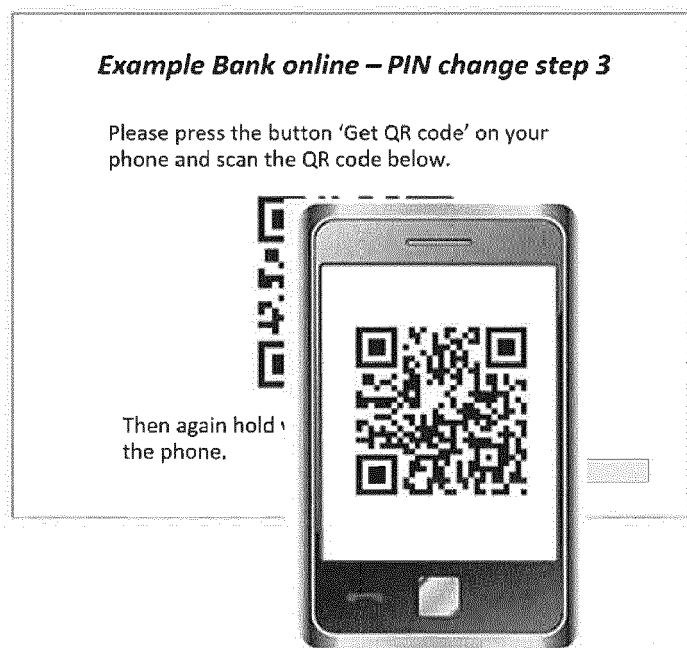 Example Bank online – PIN change step 3
Please press the button ‘Get QR code’ on your
phone and scan the QR code below.
Then again hold
the phone.